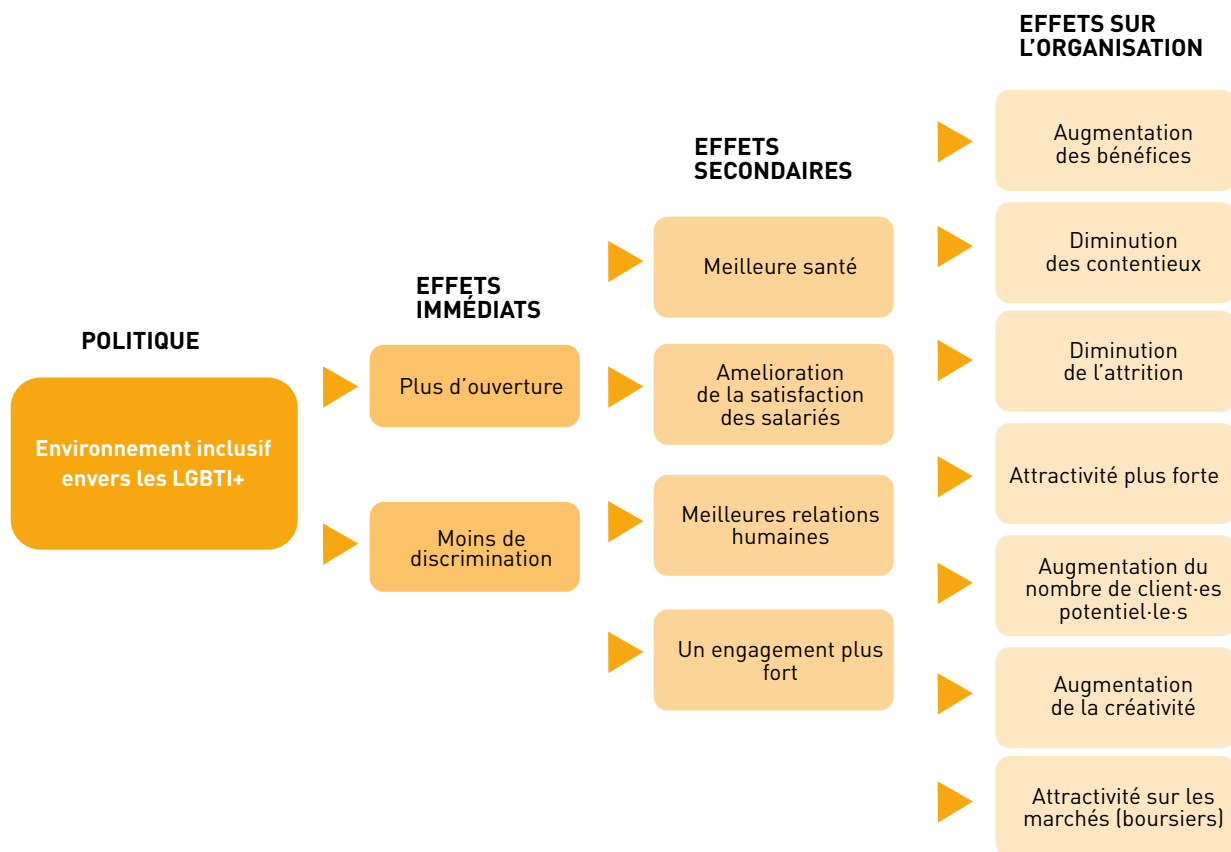 POLITIQUE
Environnement inclusif
envers les LGBTI+
EFFETS
IMMÉDIATS
Plus d’ouverture
Moins de
discrimination
EFFETS
SECONDAIRES
Meilleure santé
Amelioration
de la satisfaction
des salariés
Meilleures relations
humaines
Un engagement plus
fort
EFFETS SUR
L’ORGANISATION
Augmentation
des bénéfices
Diminution
des contentieux
Diminution
de l’attrition
Attractivité plus forte
Augmentation du
nombre de client·es
potentiel·le·s
Augmentation
de la créativité
Attractivité sur les
marchés (boursiers)